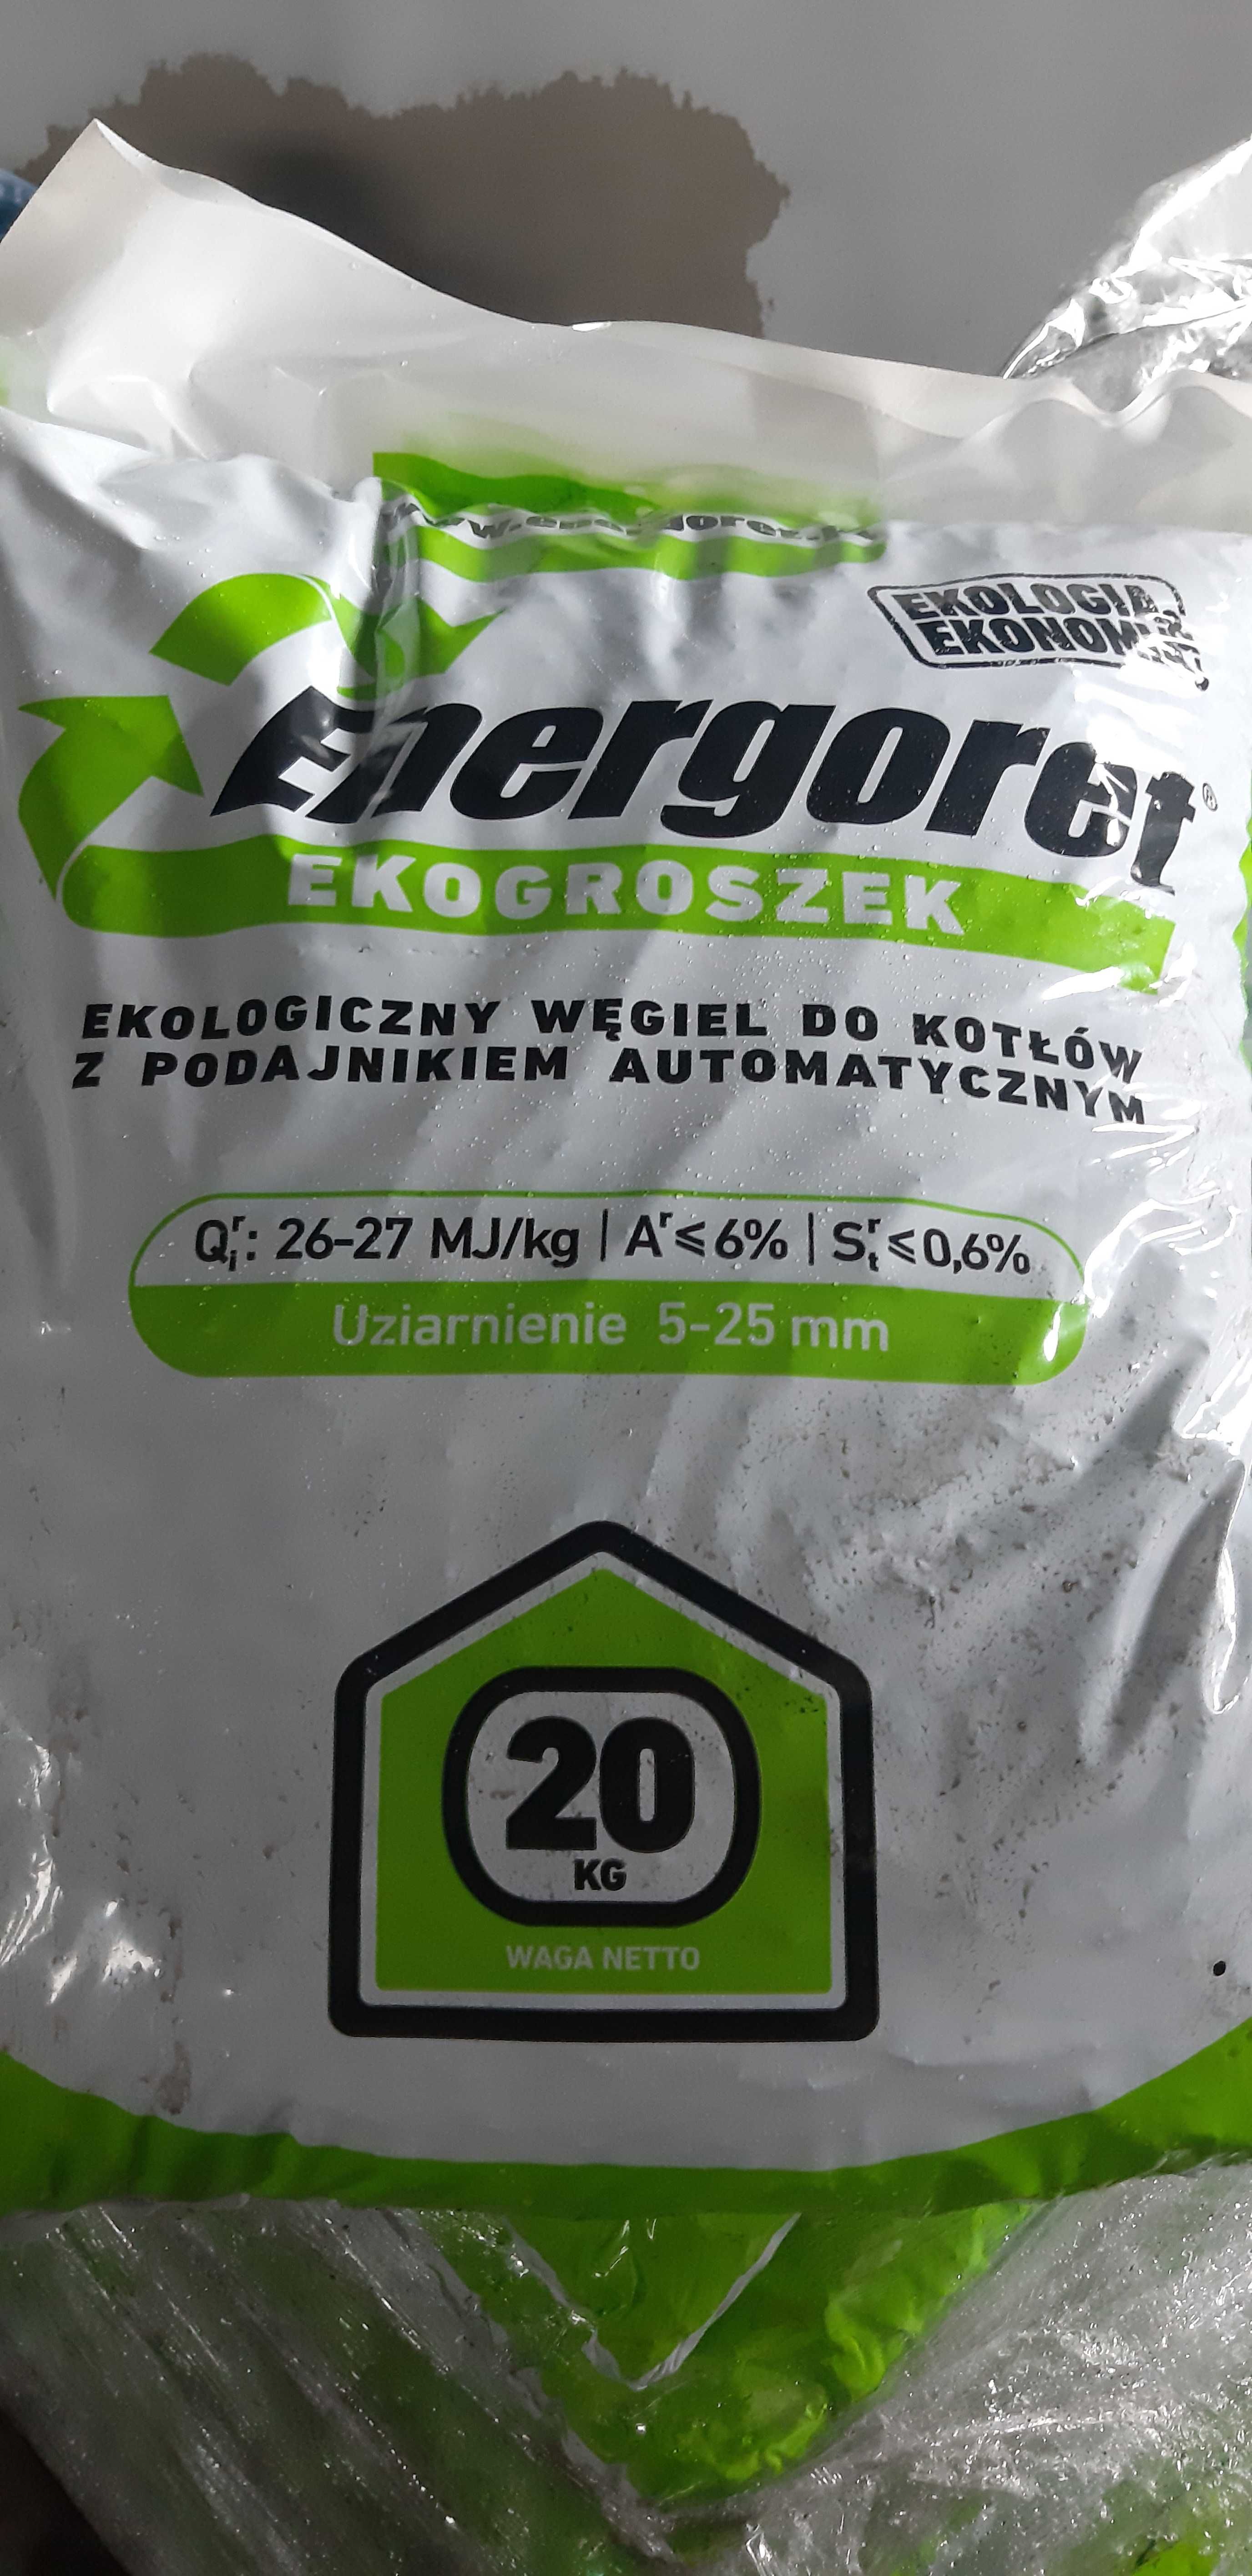 EKOLOGIA
Energoret®
EKOGROSZEK
EKOLOGICZNY WĘGIEL DO KOTŁÓW
Z PODAJNIKIEM AUTOMATYCZNYM
Qᵢʳ: 26-27 MJ/kg | Aʳ≤6% | Sₜʳ≤0,6%
Uziarnienie 5-25 mm
20
KG
WAGA NETTO